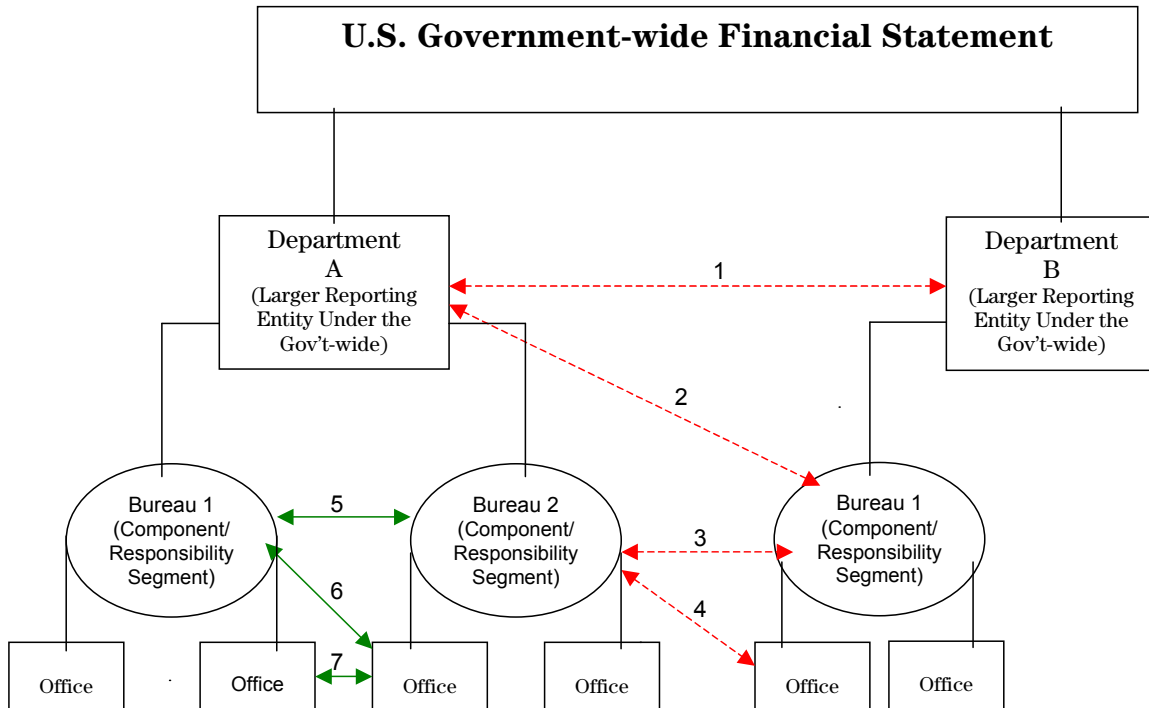 U.S. Government-wide Financial Statement
Department
A
(Larger Reporting
Entity Under the
Gov't-wide)
Department
B
(Larger Reporting
Entity Under the
Gov't-wide)
1
2
Bureau 1
(Component/
Responsibility
Segment)
5
Bureau 2
(Component/
Responsibility
Segment)
3
Bureau 1
(Component/
Responsibility
Segment)
6
4
7
Office
Office
Office
Office
Office
Office